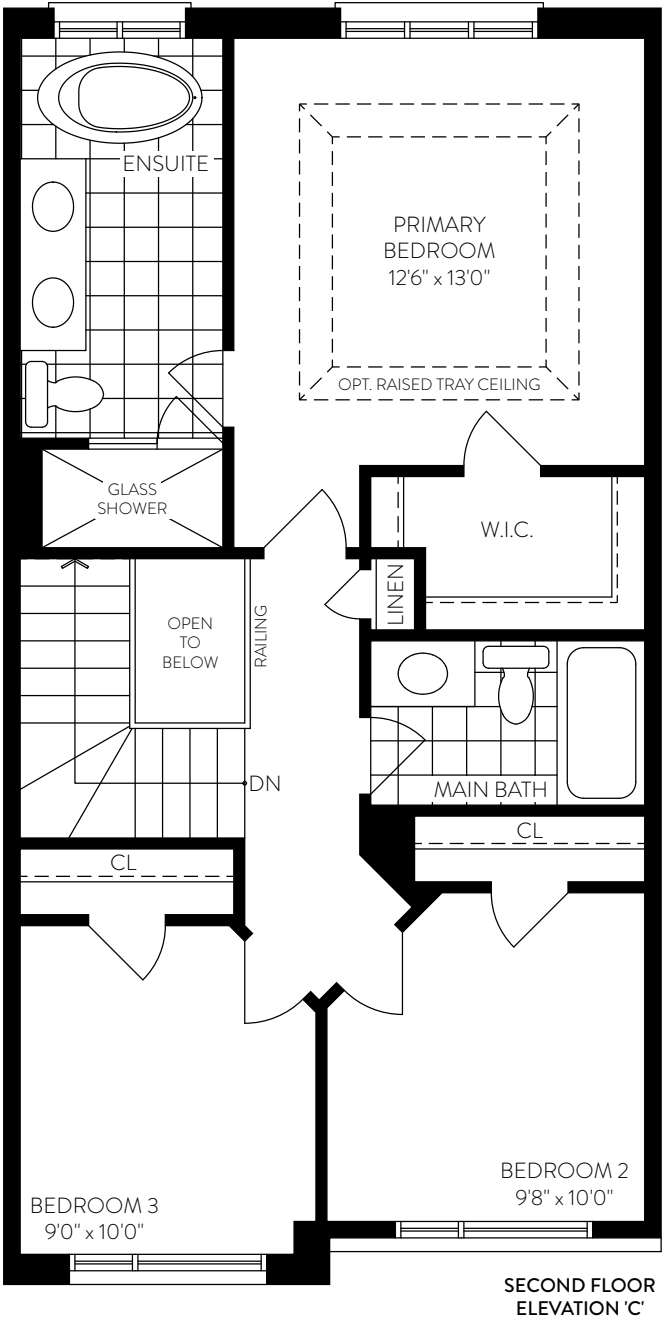 ENSUITE
PRIMARY
BEDROOM
12'6" x 13'0"
OPT. RAISED TRAY CEILING
GLASS
SHOWER
W.I.C.
LINEN
OPEN
TO
BELOW
RAILING
DN
MAIN BATH
CL
CL
BEDROOM 2
9'8" x 10'0"
BEDROOM 3
9'0" x 10'0"
SECOND FLOOR
ELEVATION 'C'